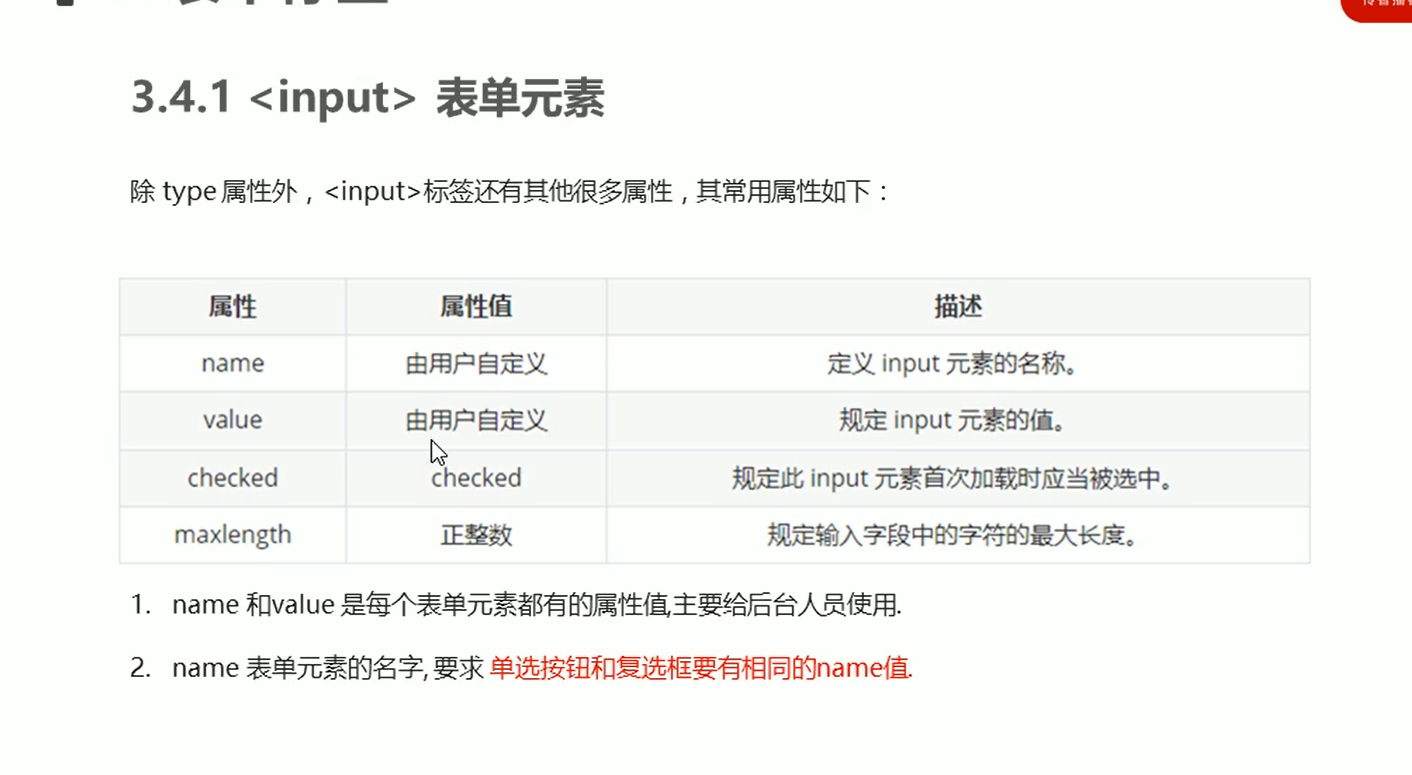 3.4.1 <input> 表单元素
除 type 属性外，<input>标签还有其他很多属性，其常用属性如下：
属性 属性值 描述
name 由用户自定义 定义 input 元素的名称。
value 由用户自定义 规定 input 元素的值。
checked checked 规定此 input 元素首次加载时应当被选中。
maxlength 正整数 规定输入字段中的字符的最大长度。
1. name 和value 是每个表单元素都有的属性值,主要给后台人员使用.
2. name 表单元素的名字, 要求 单选按钮和复选框要有相同的name值.